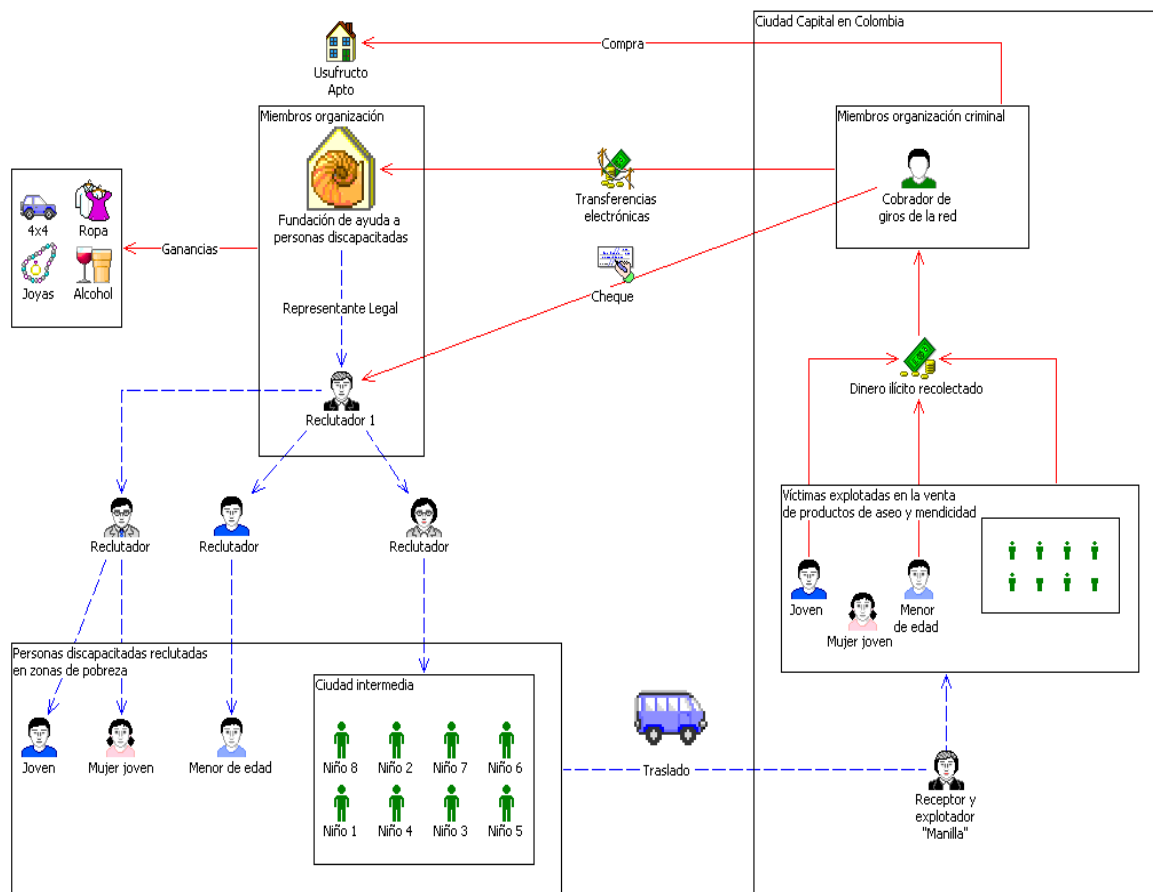 Ciudad Capital en Colombia
Compra
Usufructo
Apto
Miembros organización
Fundación de ayuda a
personas discapacitadas
Representante Legal
Reclutador 1
4x4
Ropa
Joyas
Alcohol
Ganancias
Transferencias
electrónicas
Cheque
Miembros organización criminal
Cobrador de
giros de la red
Dinero ilícito recolectado
Víctimas explotadas en la venta
de productos de aseo y mendicidad
Joven
Mujer joven
Menor
de edad
Reclutador
Reclutador
Reclutador
Personas discapacitadas reclutadas
en zonas de pobreza
Joven
Mujer joven
Menor de edad
Ciudad intermedia
Niño 8
Niño 2
Niño 7
Niño 6
Niño 1
Niño 4
Niño 3
Niño 5
Traslado
Receptor y
explotador
"Manilla"